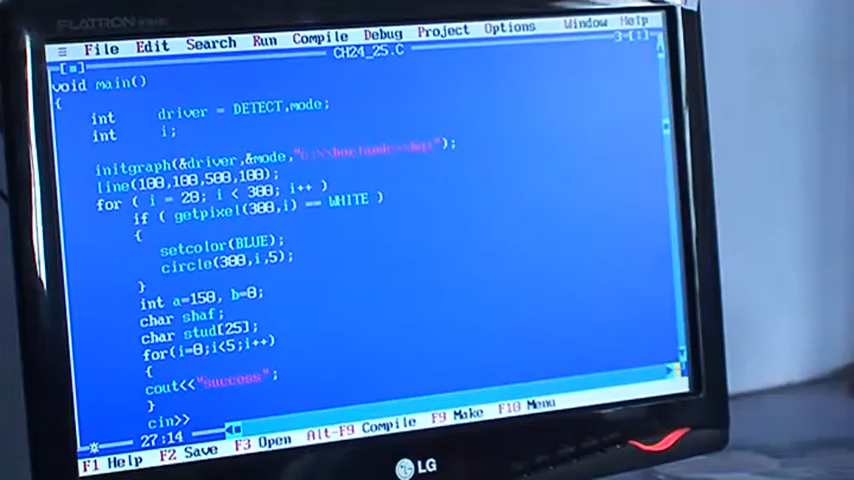 FLATRON
≡ File Edit Search Run Compile Debug Project Options Window Help
CH24_25.C
3
void main()
{
int driver = DETECT,mode;
int i;
initgraph(&driver,&mode,
line(100,100,500,100);
for ( i = 20; i < 300; i++ )
if ( getpixel(300,i) == WHITE )
{
setcolor(BLUE);
circle(300,i,5);
}
int a=150, b=0;
char shaf;
char stud[25];
for(i=0;i<5;i++)
{
cout<<"success";
}
cin>>
27:14
F1 Help F2 Save F3 Open Alt-F9 Compile F9 Make F10 Menu
LG